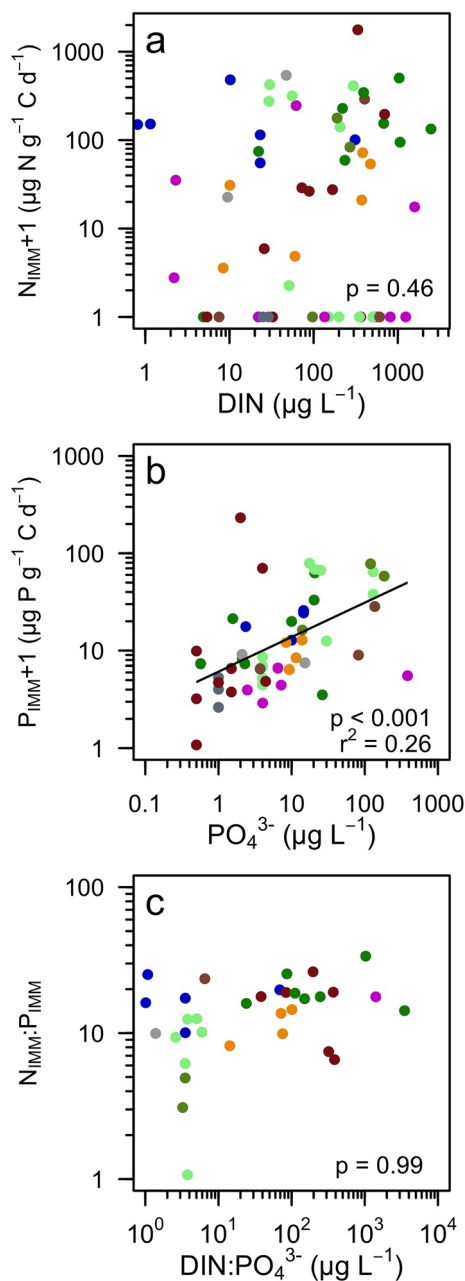 a
1000
100
10
1
N_IMM+1 (µg N g⁻¹ C d⁻¹)
p = 0.46
1 10 100 1000
DIN (µg L⁻¹)
b
1000
100
10
1
P_IMM+1 (µg P g⁻¹ C d⁻¹)
p < 0.001
r² = 0.26
0.1 1 10 100 1000
PO₄³⁻ (µg L⁻¹)
c
100
10
1
N_IMM:P_IMM
p = 0.99
10⁰ 10¹ 10² 10³ 10⁴
DIN:PO₄³⁻ (µg L⁻¹)